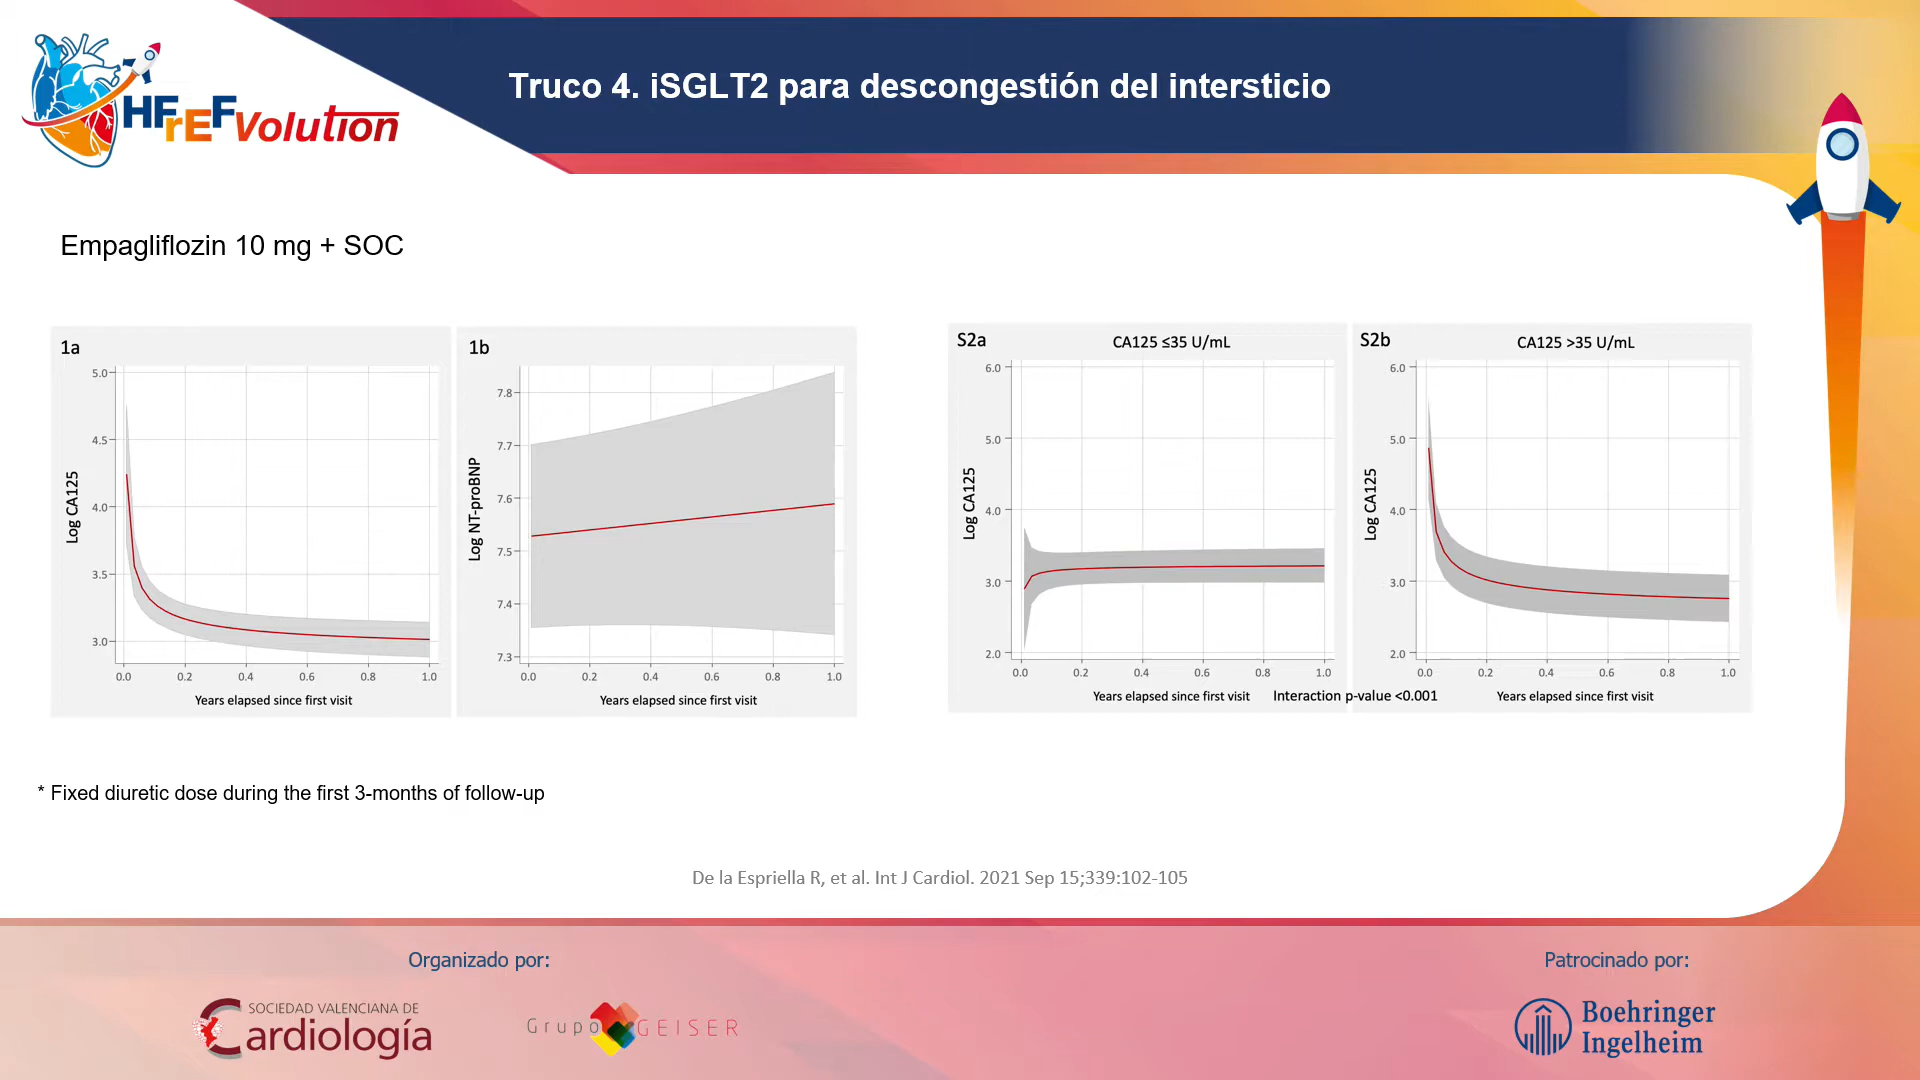 HFrEFVolution
Truco 4. iSGLT2 para descongestión del intersticio
Empagliflozin 10 mg + SOC
1a
Log CA125
5.0
4.5
4.0
3.5
3.0
0.0 0.2 0.4 0.6 0.8 1.0
Years elapsed since first visit
1b
Log NT-proBNP
7.8
7.7
7.6
7.5
7.4
7.3
0.0 0.2 0.4 0.6 0.8 1.0
Years elapsed since first visit
S2a
CA125 ≤35 U/mL
Log CA125
6.0
5.0
4.0
3.0
2.0
0.0 0.2 0.4 0.6 0.8 1.0
Years elapsed since first visit
Interaction p-value <0.001
S2b
CA125 >35 U/mL
Log CA125
6.0
5.0
4.0
3.0
2.0
0.0 0.2 0.4 0.6 0.8 1.0
Years elapsed since first visit
* Fixed diuretic dose during the first 3-months of follow-up
De la Espriella R, et al. Int J Cardiol. 2021 Sep 15;339:102-105
Organizado por:
SOCIEDAD VALENCIANA DE
Cardiología
Grupo GEISER
Patrocinado por:
Boehringer
Ingelheim